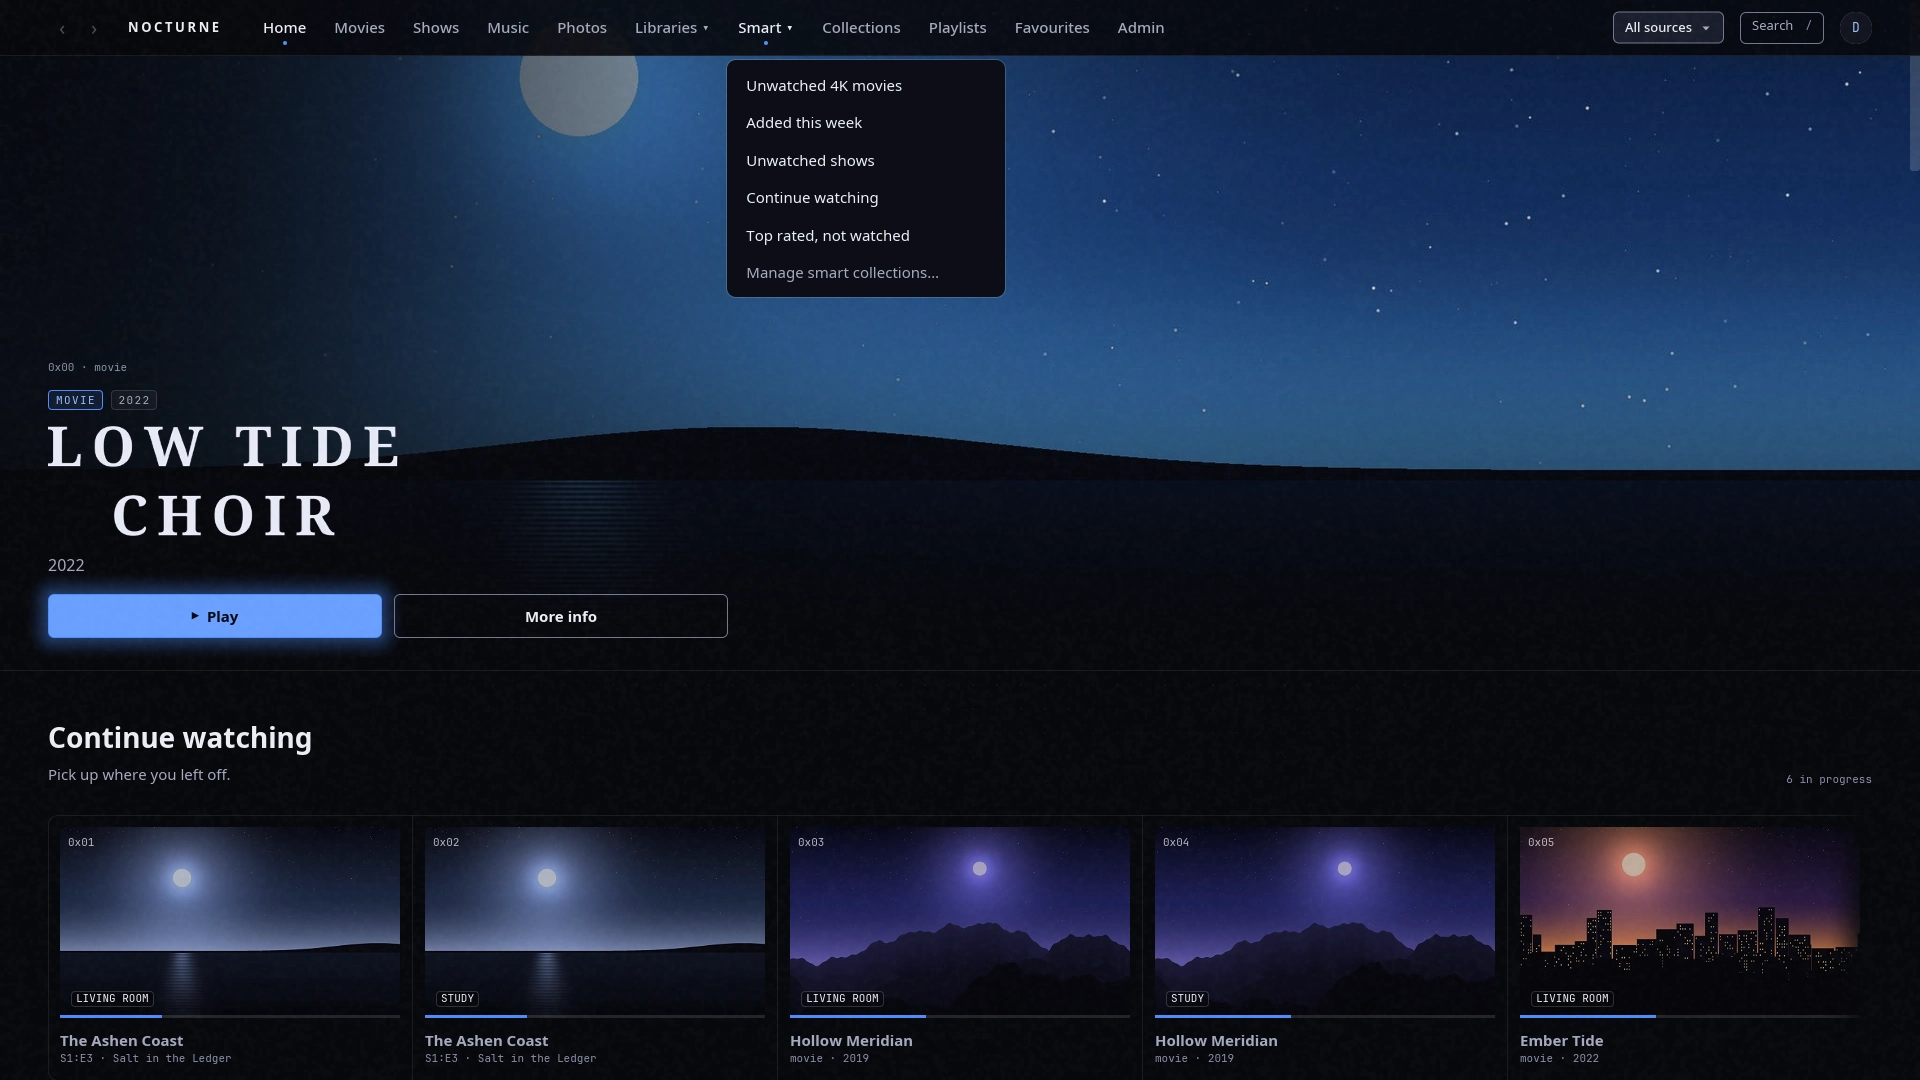 ‹ › NOCTURNE Home Movies Shows Music Photos Libraries ▾ Smart ▾ Collections Playlists Favourites Admin All sources Search / D
Unwatched 4K movies
Added this week
Unwatched shows
Continue watching
Top rated, not watched
Manage smart collections...
0x00 · movie
MOVIE 2022
LOW TIDE
CHOIR
2022
▶ Play More info
Continue watching
Pick up where you left off.
6 in progress
0x01 0x02 0x03 0x04 0x05
LIVING ROOM STUDY LIVING ROOM STUDY LIVING ROOM
The Ashen Coast The Ashen Coast Hollow Meridian Hollow Meridian Ember Tide
S1:E3 · Salt in the Ledger S1:E3 · Salt in the Ledger movie · 2019 movie · 2019 movie · 2022